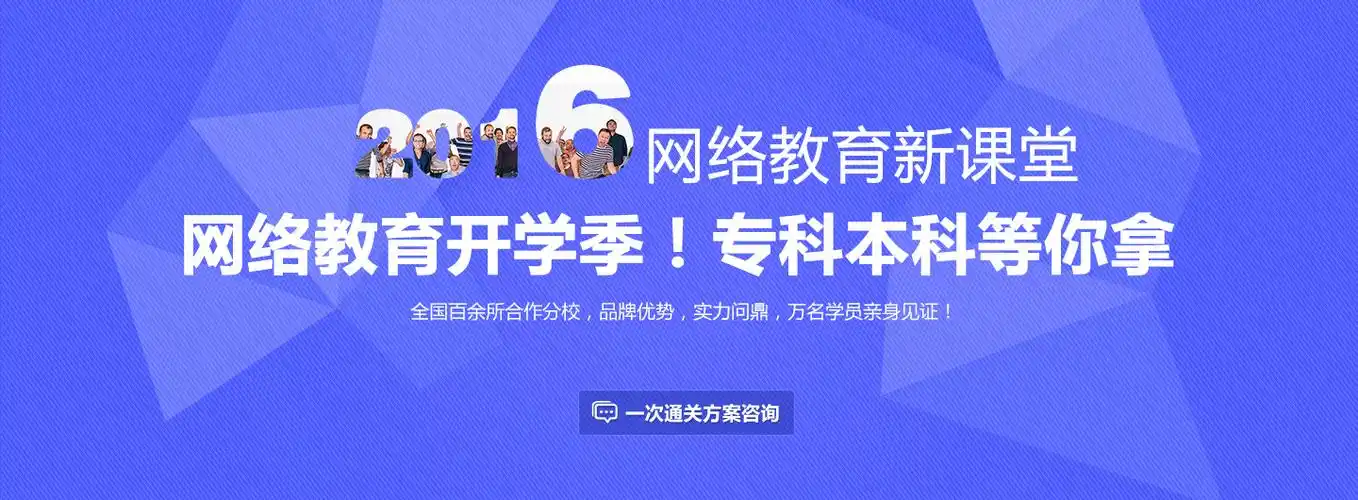 2016网络教育新课堂
网络教育开学季！专科本科等你拿
全国百余所合作分校，品牌优势，实力问鼎，万名学员亲身见证！
一次通关方案咨询